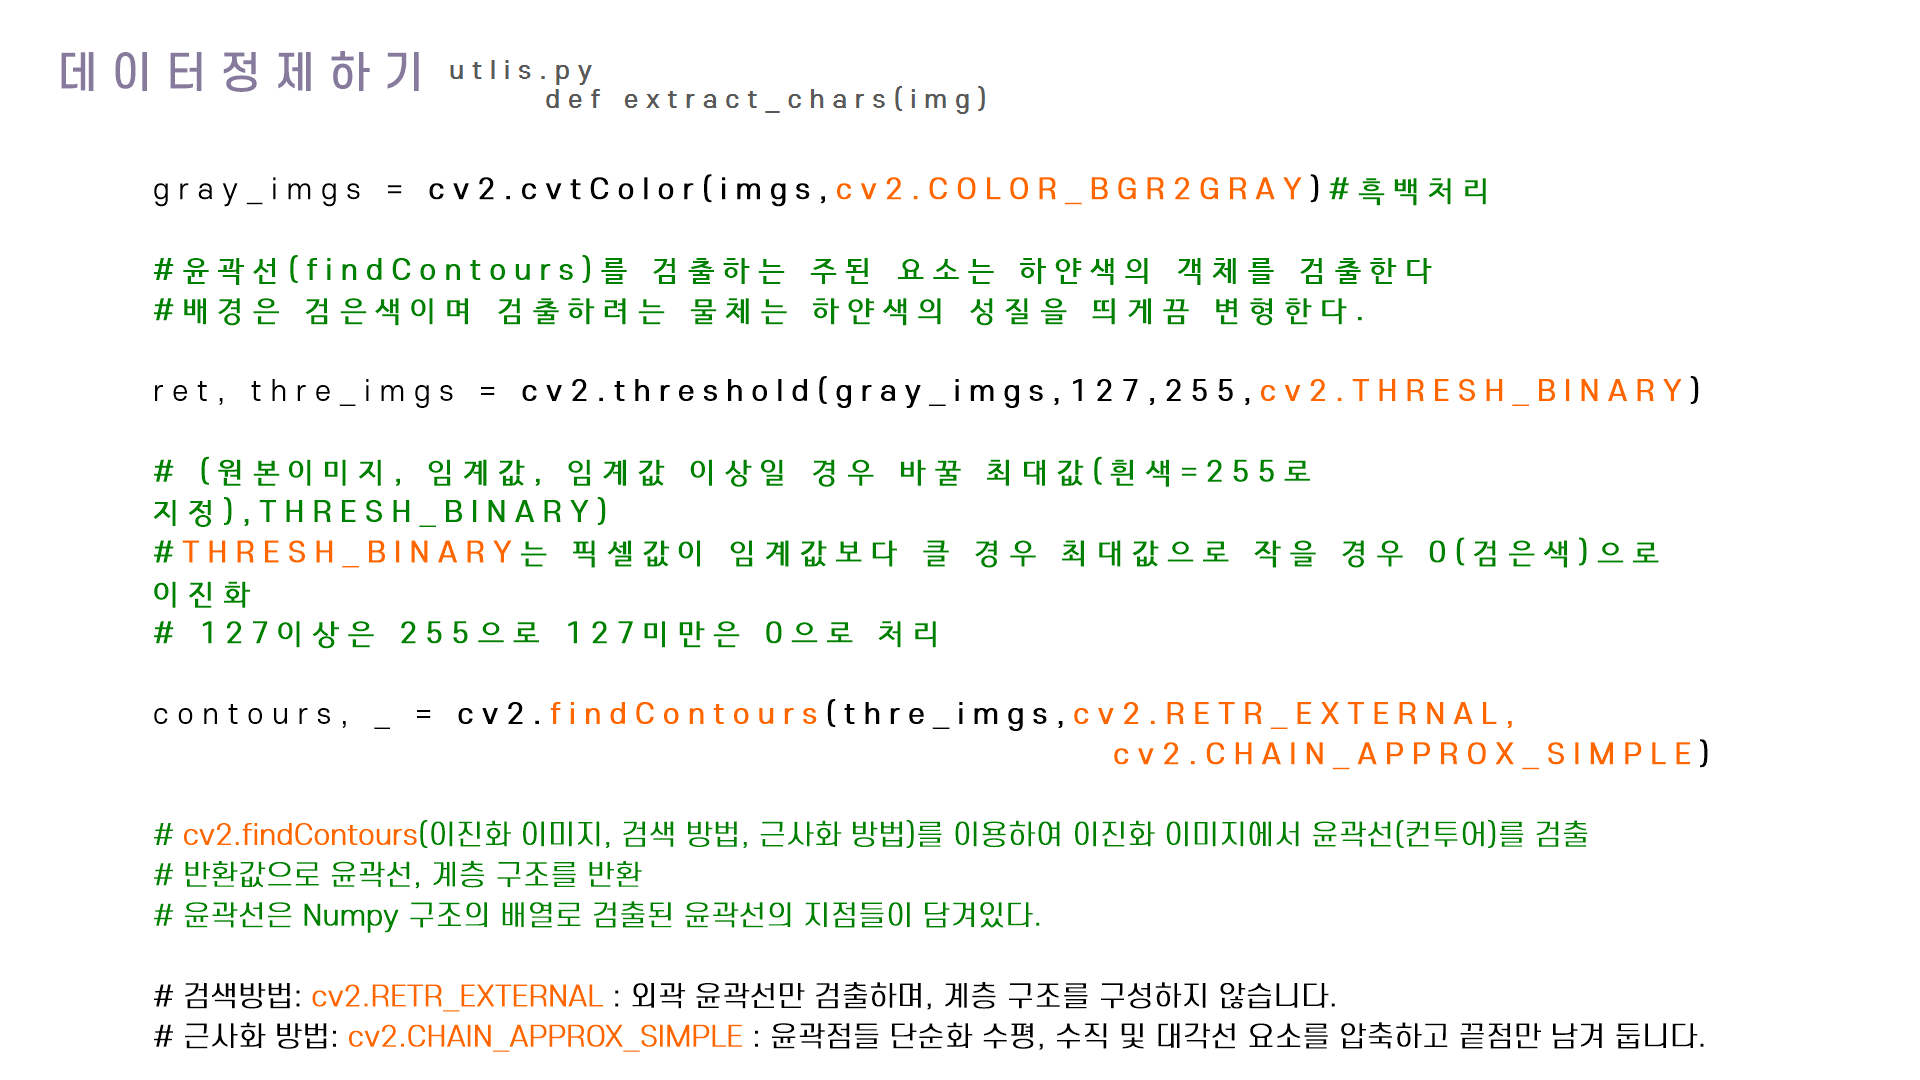 데이터정제하기 utlis.py
def extract_chars(img)
gray_imgs = cv2.cvtColor(imgs,cv2.COLOR_BGR2GRAY)#흑백처리
#윤곽선(findContours)를 검출하는 주된 요소는 하얀색의 객체를 검출한다
#배경은 검은색이며 검출하려는 물체는 하얀색의 성질을 띄게끔 변형한다.
ret, thre_imgs = cv2.threshold(gray_imgs,127,255,cv2.THRESH_BINARY)
# (원본이미지, 임계값, 임계값 이상일 경우 바꿀 최대값(흰색=255로
지정),THRESH_BINARY)
#THRESH_BINARY는 픽셀값이 임계값보다 클 경우 최대값으로 작을 경우 0(검은색)으로
이진화
# 127이상은 255으로 127미만은 0으로 처리
contours, _ = cv2.findContours(thre_imgs,cv2.RETR_EXTERNAL,
cv2.CHAIN_APPROX_SIMPLE)
# cv2.findContours(이진화 이미지, 검색 방법, 근사화 방법)를 이용하여 이진화 이미지에서 윤곽선(컨투어)를 검출
# 반환값으로 윤곽선, 계층 구조를 반환
# 윤곽선은 Numpy 구조의 배열로 검출된 윤곽선의 지점들이 담겨있다.
# 검색방법: cv2.RETR_EXTERNAL : 외곽 윤곽선만 검출하며, 계층 구조를 구성하지 않습니다.
# 근사화 방법: cv2.CHAIN_APPROX_SIMPLE : 윤곽점들 단순화 수평, 수직 및 대각선 요소를 압축하고 끝점만 남겨 둡니다.